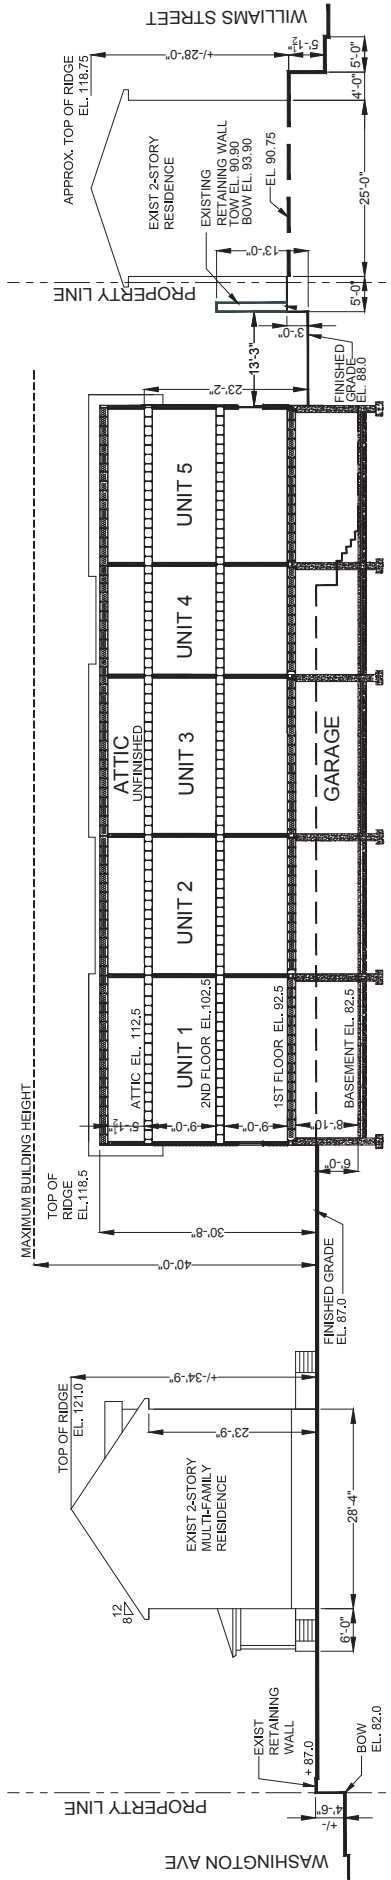 WASHINGTON AVE
PROPERTY LINE
+/-
4'-6"
BOW
EL. 82.0
EXIST
RETAINING
WALL
+ 87.0
6'-0"
28'-4"
12
8
EXIST 2-STORY
MULTI-FAMILY
REISIDENCE
23'-9"
TOP OF RIDGE
EL. 121.0
+/-34'-9"
FINISHED GRADE
EL. 87.0
MAXIMUM BUILDING HEIGHT
40'-0"
TOP OF
RIDGE
EL.118.5
30'-8"
6'-0"
5'-1 1/2"
9'-0"
9'-0"
8'-10"
ATTIC EL. 112.5
UNIT 1
2ND FLOOR EL.102.5
1ST FLOOR EL. 92.5
BASEMENT EL. 82.5
UNIT 2
ATTIC
UNFINISHED
UNIT 3
GARAGE
UNIT 4
UNIT 5
23'-2"
FINISHED
GRADE
EL. 88.0
13'-3"
3'-0"
13'-0"
PROPERTY LINE
EXISTING
RETAINING WALL
TOW EL. 90.90
BOW EL. 93.90
EL. 90.75
EXIST 2-STORY
RESIDENCE
APPROX. TOP OF RIDGE
EL. 118.75
+/-28'-0"
5'-1 1/2"
5'-0"
25'-0"
4'-0"
5'-0"
WILLIAMS STREET